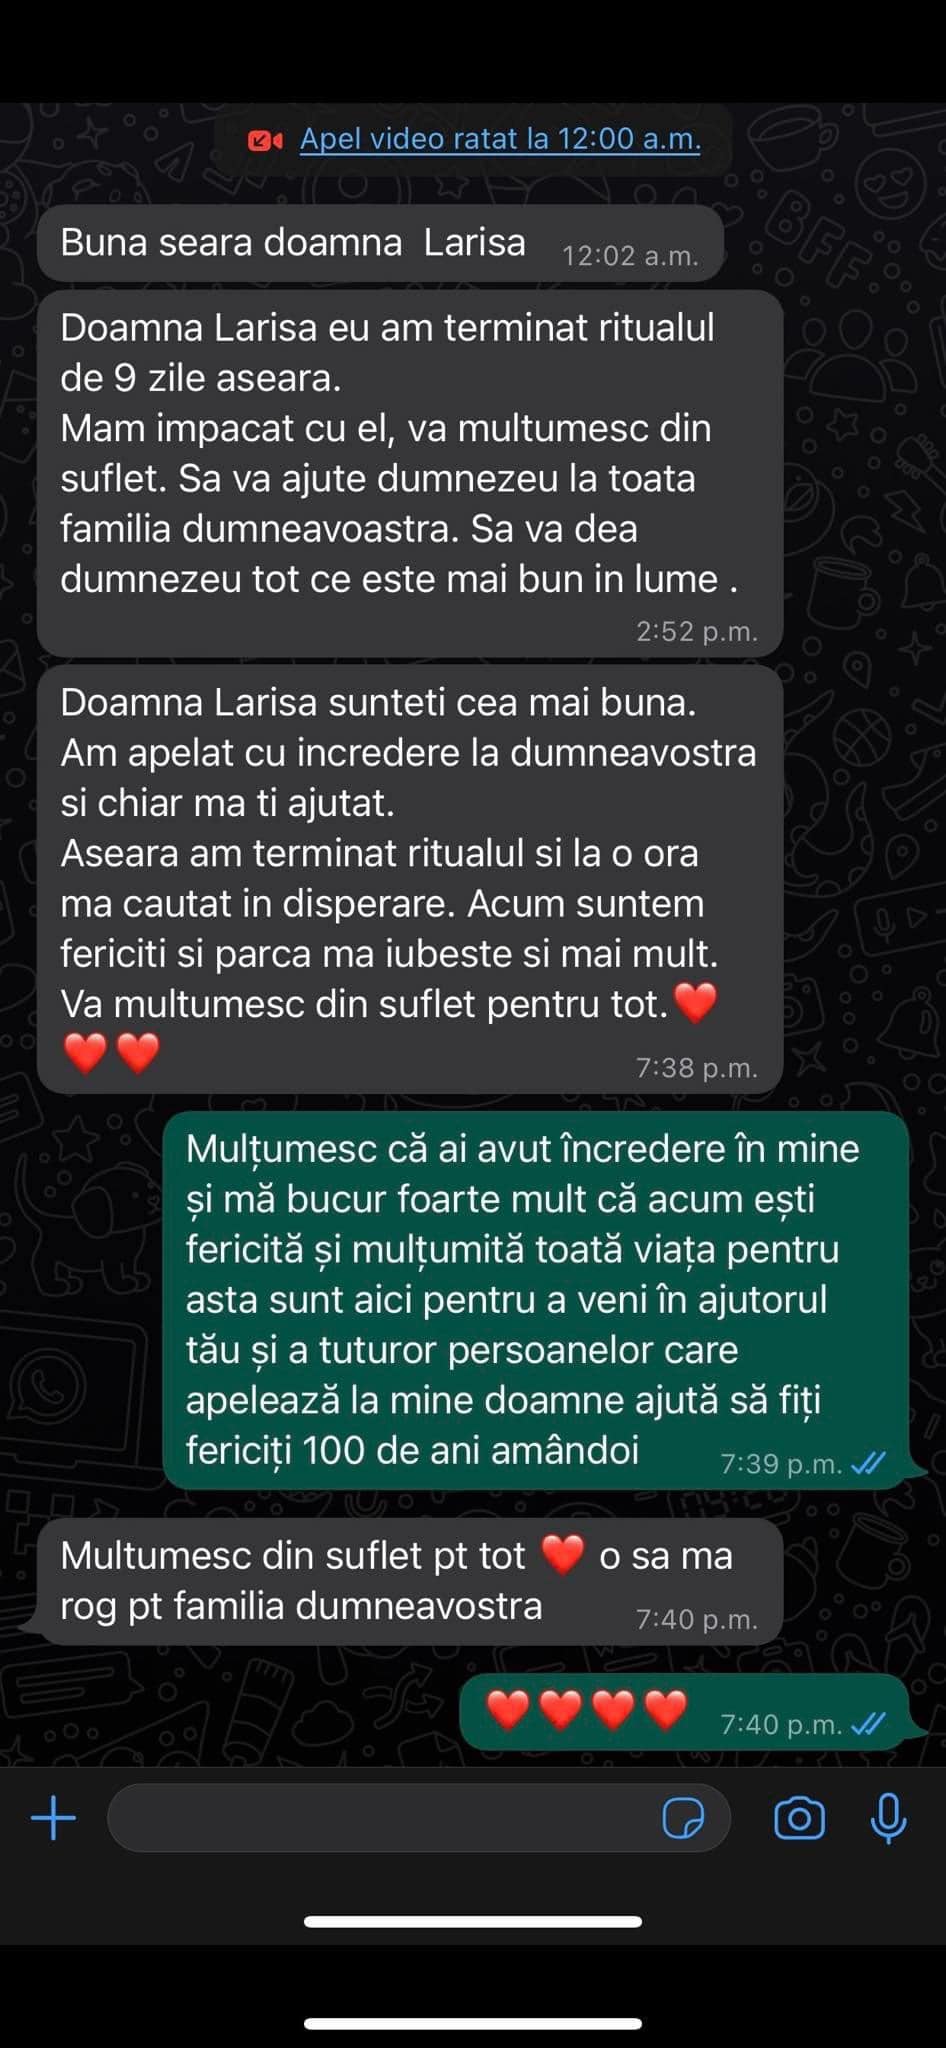 Apel video ratat la 12:00 a.m.
Buna seara doamna Larisa 12:02 a.m.
Doamna Larisa eu am terminat ritualul
de 9 zile aseara.
Mam impacat cu el, va multumesc din
suflet. Sa va ajute dumnezeu la toata
familia dumneavoastra. Sa va dea
dumnezeu tot ce este mai bun in lume .
2:52 p.m.
Doamna Larisa sunteti cea mai buna.
Am apelat cu incredere la dumneavostra
si chiar ma ti ajutat.
Aseara am terminat ritualul si la o ora
ma cautat in disperare. Acum suntem
fericiti si parca ma iubeste si mai mult.
Va multumesc din suflet pentru tot.❤️
❤️❤️ 7:38 p.m.
Mulțumesc că ai avut încredere în mine
și mă bucur foarte mult că acum ești
fericită și mulțumită toată viața pentru
asta sunt aici pentru a veni în ajutorul
tău și a tuturor persoanelor care
apelează la mine doamne ajută să fiți
fericiți 100 de ani amândoi 7:39 p.m.
Multumesc din suflet pt tot ❤️ o sa ma
rog pt familia dumneavostra 7:40 p.m.
❤️❤️❤️❤️ 7:40 p.m.